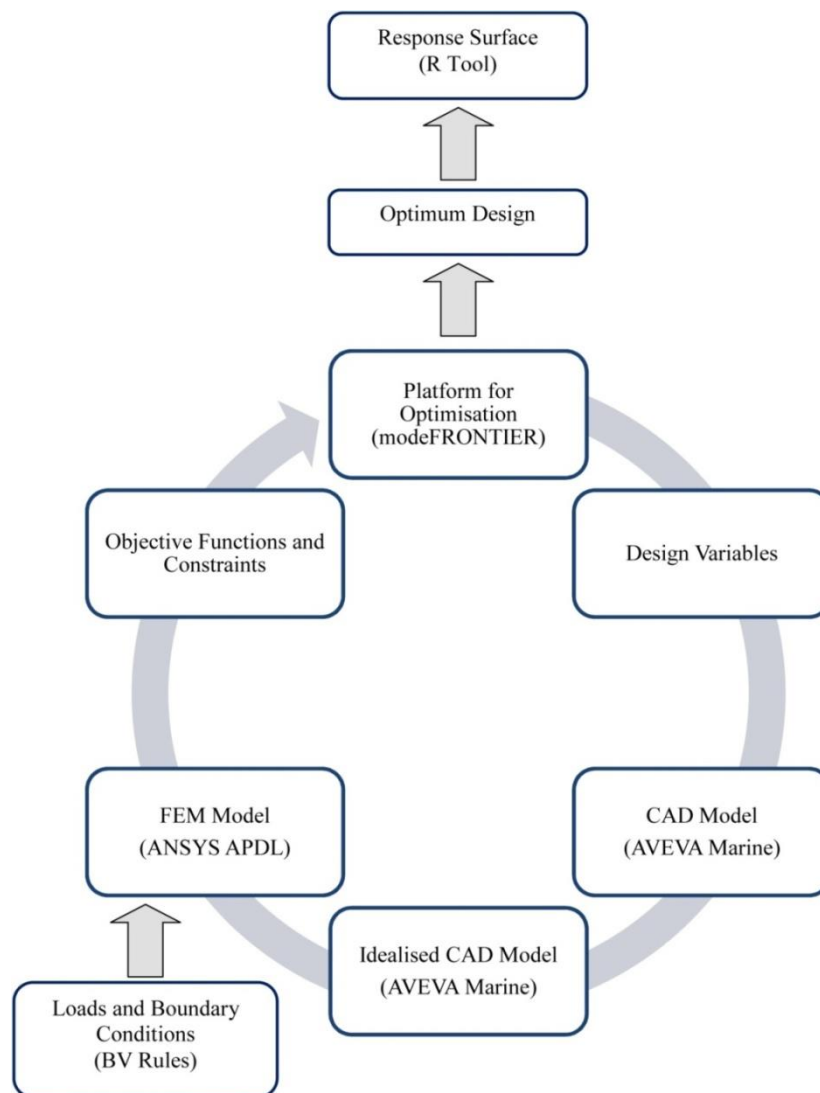 Response Surface
(R Tool)
Optimum Design
Platform for
Optimisation
(modeFRONTIER)
Objective Functions and
Constraints
Design Variables
FEM Model
(ANSYS APDL)
CAD Model
(AVEVA Marine)
Idealised CAD Model
(AVEVA Marine)
Loads and Boundary
Conditions
(BV Rules)